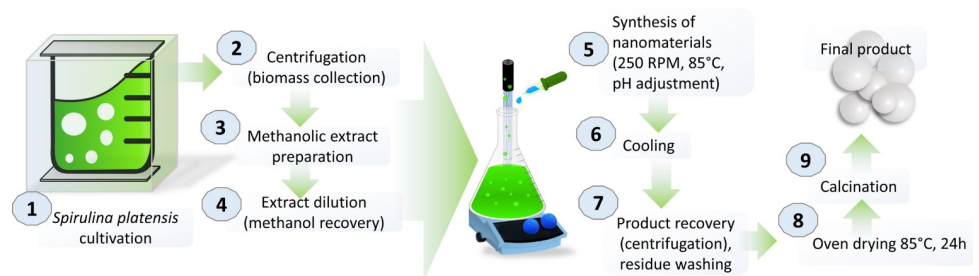 1
Spirulina platensis
cultivation
2
Centrifugation
(biomass collection)
3
Methanolic extract
preparation
4
Extract dilution
(methanol recovery)
5
Synthesis of
nanomaterials
(250 RPM, 85°C,
pH adjustment)
6
Cooling
7
Product recovery
(centrifugation),
residue washing
8
Oven drying 85°C, 24h
9
Calcination
Final product